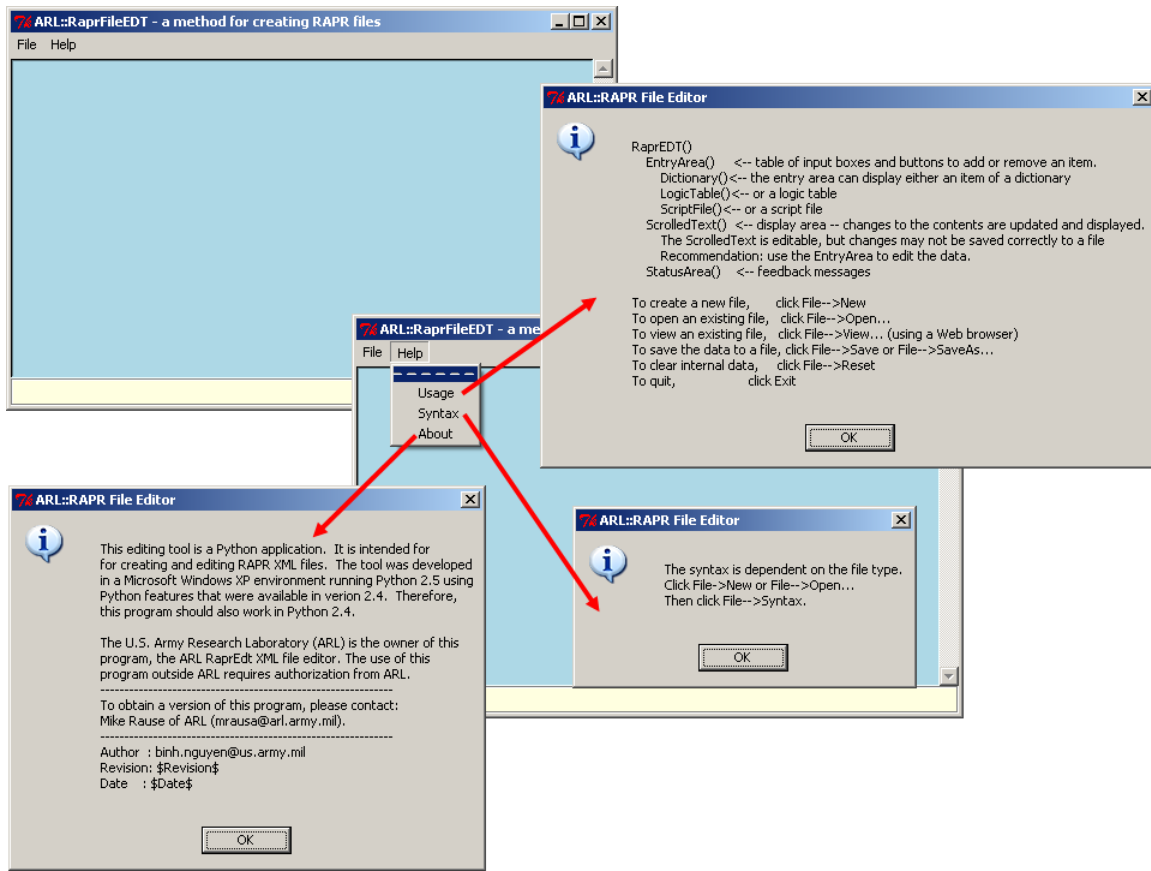 ARL::RaprFileEDT - a method for creating RAPR files
File Help
ARL::RAPR File Editor
RaprEDT()
EntryArea() <-- table of input boxes and buttons to add or remove an item.
Dictionary()<-- the entry area can display either an item of a dictionary
LogicTable()<-- or a logic table
ScriptFile()<-- or a script file
ScrolledText() <-- display area -- changes to the contents are updated and displayed.
The ScrolledText is editable, but changes may not be saved correctly to a file
Recommendation: use the EntryArea to edit the data.
StatusArea() <-- feedback messages
To create a new file, click File-->New
To open an existing file, click File-->Open...
To view an existing file, click File-->View... (using a Web browser)
To save the data to a file, click File-->Save or File-->SaveAs...
To clear internal data, click File-->Reset
To quit, click Exit
OK
ARL::RaprFileEDT - a me
File Help
Usage
Syntax
About
ARL::RAPR File Editor
This editing tool is a Python application. It is intended for
for creating and editing RAPR XML files. The tool was developed
in a Microsoft Windows XP environment running Python 2.5 using
Python features that were available in verion 2.4. Therefore,
this program should also work in Python 2.4.
The U.S. Army Research Laboratory (ARL) is the owner of this
program, the ARL RaprEdt XML file editor. The use of this
program outside ARL requires authorization from ARL.
------------------------------------------------------------
To obtain a version of this program, please contact:
Mike Rause of ARL (mrausa@arl.army.mil).
------------------------------------------------------------
Author : binh.nguyen@us.army.mil
Revision: $Revision$
Date : $Date$
OK
ARL::RAPR File Editor
The syntax is dependent on the file type.
Click File->New or File-->Open...
Then click File-->Syntax.
OK